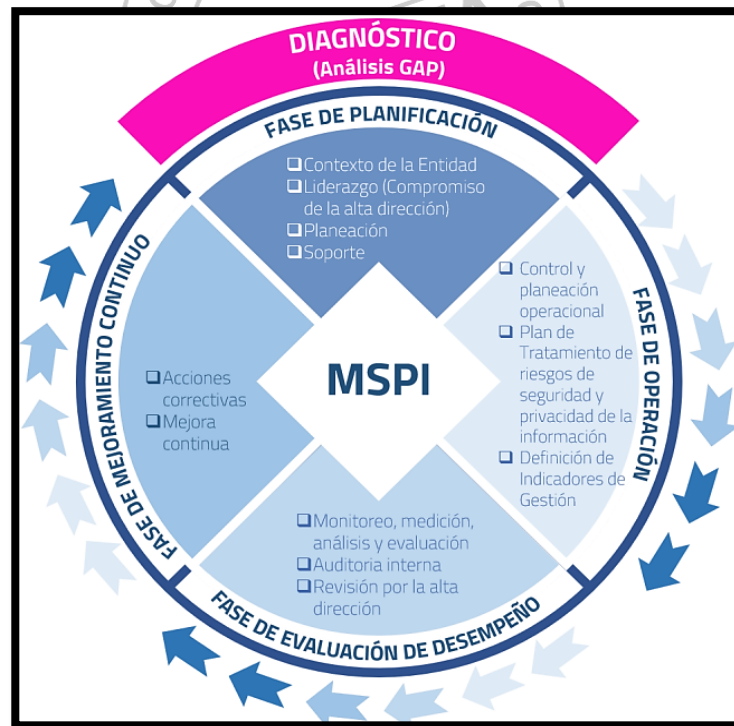 DIAGNÓSTICO
(Análisis GAP)
FASE DE PLANIFICACIÓN
❑Contexto de la Entidad
❑Liderazgo (Compromiso
de la alta dirección)
❑Planeación
❑Soporte
❑ Control y
planeación
operacional
❑ Plan de
Tratamiento de
riesgos de
seguridad y
privacidad de la
información
❑ Definición de
Indicadores de
Gestión
FASE DE OPERACIÓN
MSPI
❑Monitoreo, medición,
análisis y evaluación
❑Auditoria interna
❑Revisión por la alta
dirección
FASE DE EVALUACIÓN DE DESEMPEÑO
❑Acciones
correctivas
❑Mejora
continua
FASE DE MEJORAMIENTO CONTINUO